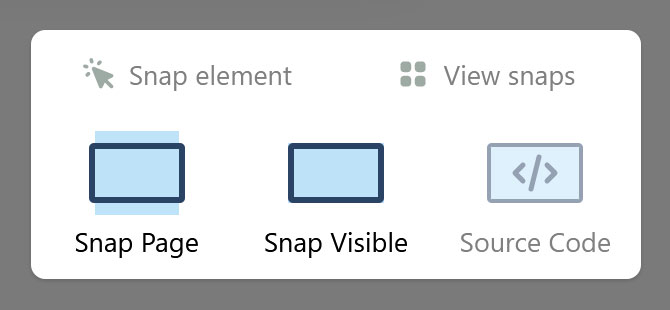 Snap element
View snaps
Snap Page
Snap Visible
Source Code